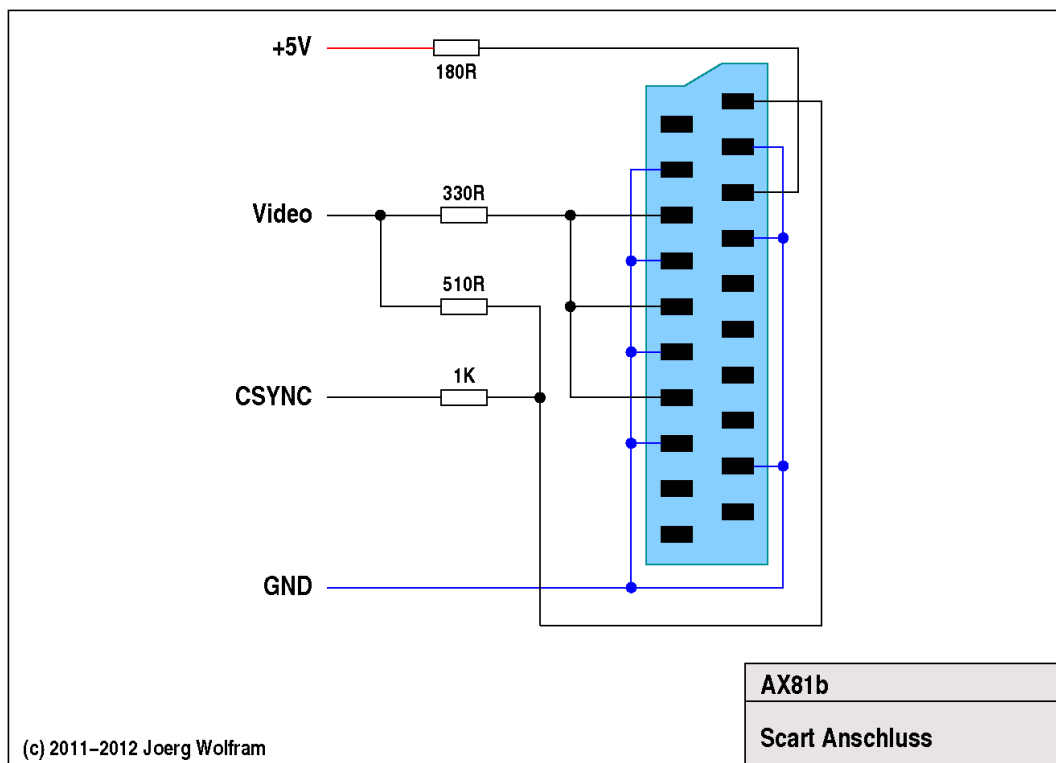 +5V
180R
330R
Video
510R
1K
CSYNC
GND
AX81b
Scart Anschluss
(c) 2011–2012 Joerg Wolfram